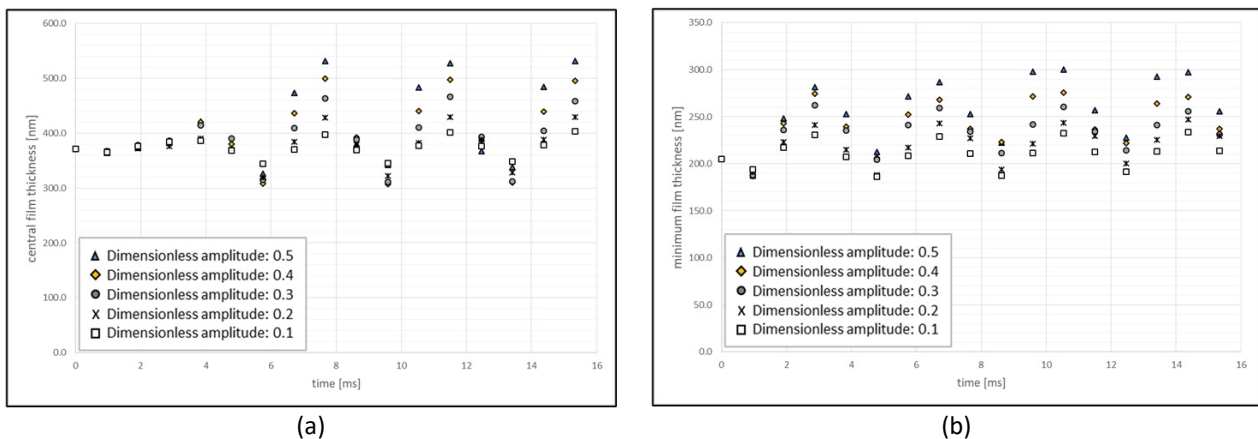 600.0
500.0
400.0
300.0
200.0
100.0
0.0
central film thickness [nm]
Dimensionless amplitude: 0.5
Dimensionless amplitude: 0.4
Dimensionless amplitude: 0.3
Dimensionless amplitude: 0.2
Dimensionless amplitude: 0.1
0 2 4 6 8 10 12 14 16
time [ms]
(a)
350.0
300.0
250.0
200.0
150.0
100.0
50.0
0.0
minimum film thickness [nm]
Dimensionless amplitude: 0.5
Dimensionless amplitude: 0.4
Dimensionless amplitude: 0.3
Dimensionless amplitude: 0.2
Dimensionless amplitude: 0.1
0 2 4 6 8 10 12 14 16
time [ms]
(b)